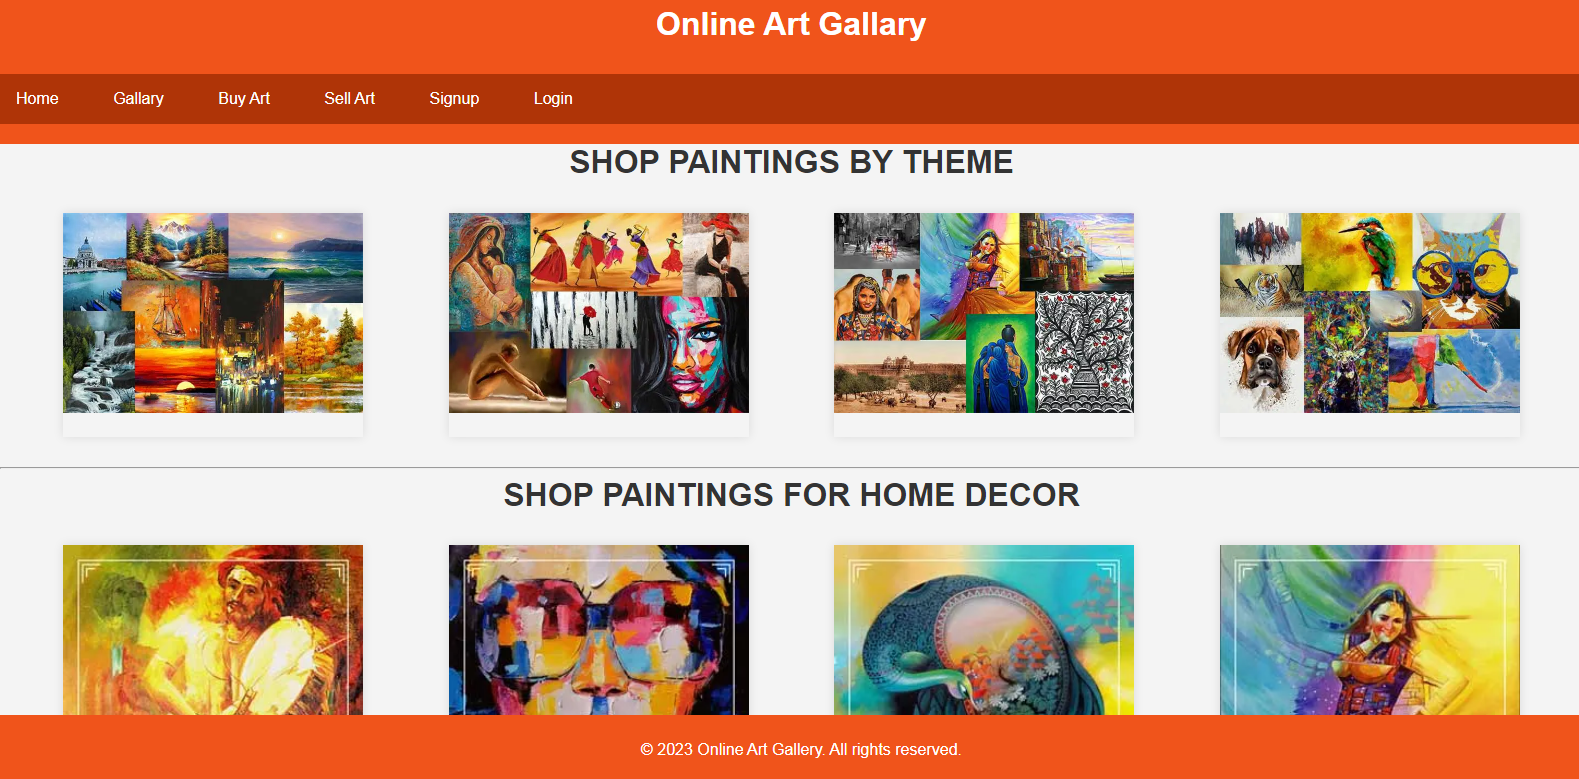 Online Art Gallary
Home Gallary Buy Art Sell Art Signup Login
SHOP PAINTINGS BY THEME
SHOP PAINTINGS FOR HOME DECOR
© 2023 Online Art Gallery. All rights reserved.